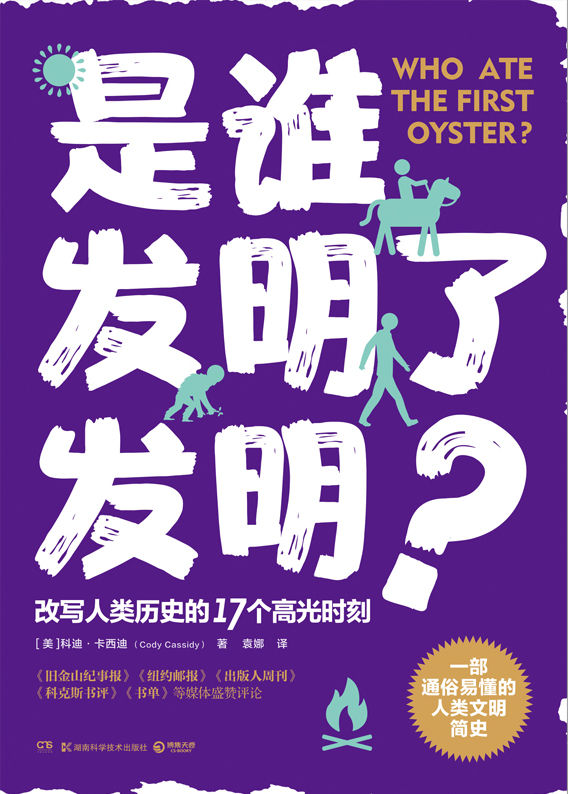 WHO ATE
THE FIRST
OYSTER?
是谁
发明了
发明?
改写人类历史的17个高光时刻
[美]科迪·卡西迪（Cody Cassidy）著 袁娜 译
《旧金山纪事报》《纽约邮报》《出版人周刊》
《科克斯书评》《书单》等媒体盛赞评论
一部
通俗易懂的
人类文明
简史
湖南科学技术出版社
博集天卷
CS-BOOKY